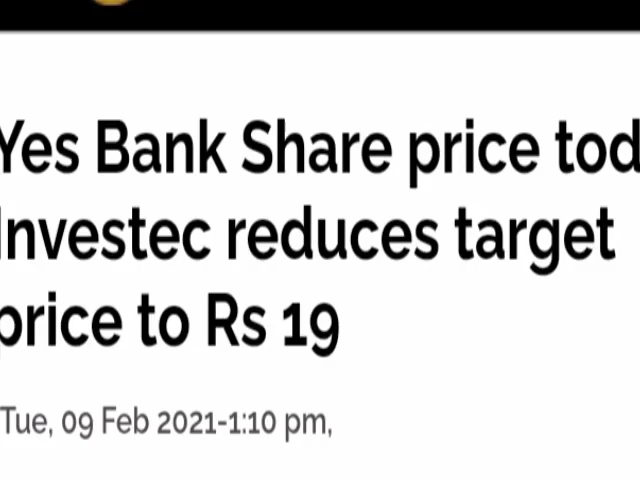 Yes Bank Share price tod
Investec reduces target
price to Rs 19
Tue, 09 Feb 2021-1:10 pm,